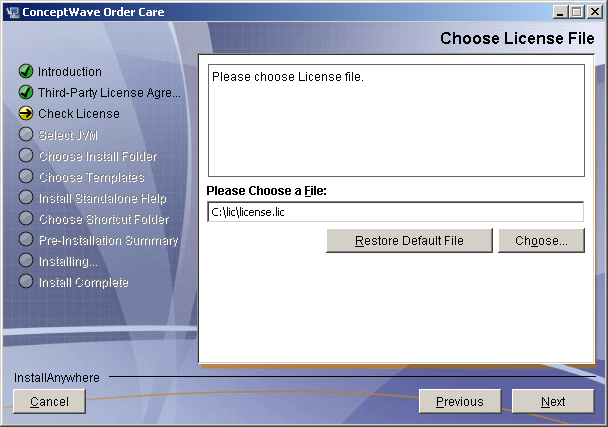 ConceptWave Order Care
Choose License File
Introduction
Third-Party License Agre...
Check License
Select JVM
Choose Install Folder
Choose Templates
Install Standalone Help
Choose Shortcut Folder
Pre-Installation Summary
Installing...
Install Complete
Please choose License file.
Please Choose a File:
C:\lic\license.lic
Restore Default File
Choose...
InstallAnywhere
Cancel
Previous
Next